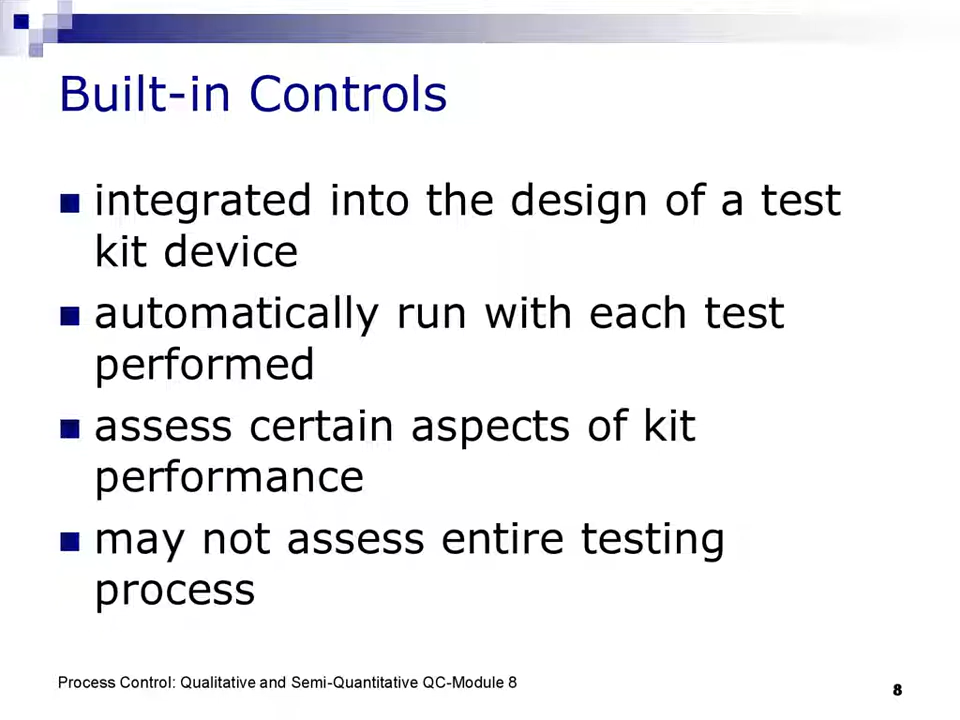 Built-in Controls
integrated into the design of a test
kit device
automatically run with each test
performed
assess certain aspects of kit
performance
may not assess entire testing
process
Process Control: Qualitative and Semi-Quantitative QC-Module 8
8